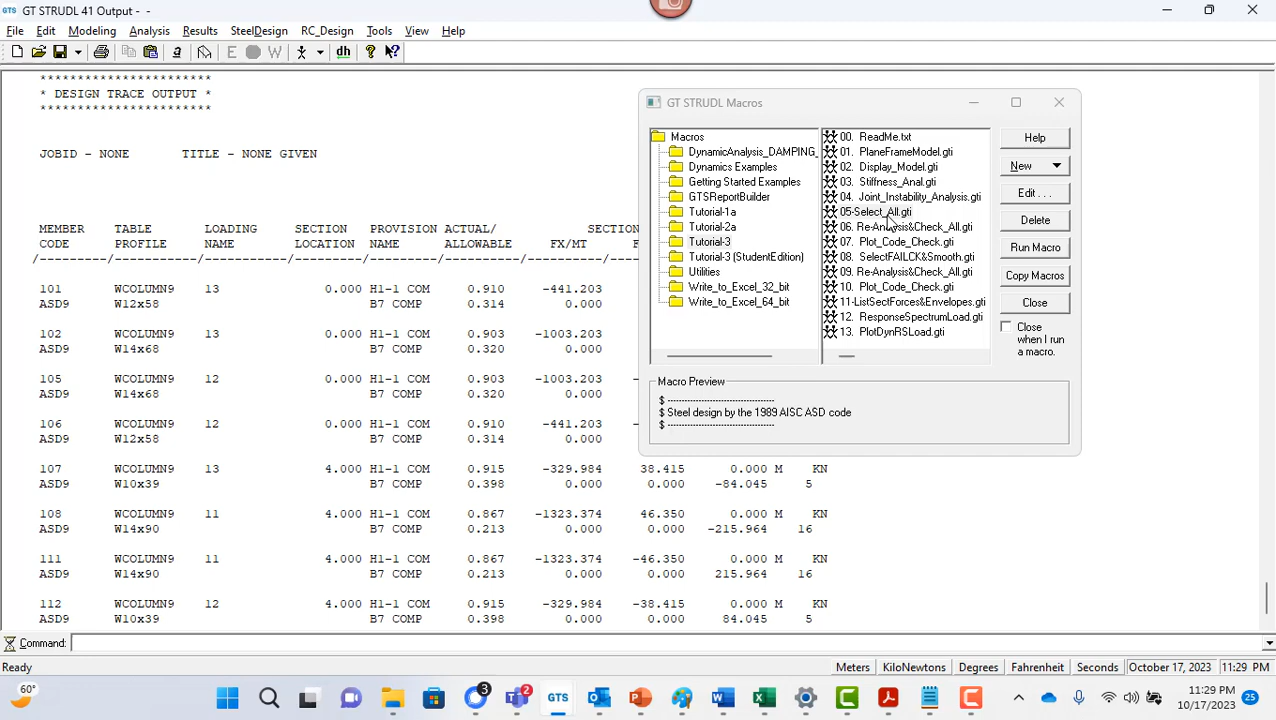 GTS GT STRUDL 41 Output - -
File Edit Modeling Analysis Results SteelDesign RC_Design Tools View Help
a E W dh ? ?
***********************
* DESIGN TRACE OUTPUT *
***********************
JOBID - NONE TITLE - NONE GIVEN
MEMBER TABLE LOADING SECTION PROVISION ACTUAL/ SECTION
CODE PROFILE NAME LOCATION NAME ALLOWABLE FX/MT F
/---------/----------/----------/----------/---------/---------/----------/-----
101 WCOLUMN9 13 0.000 H1-1 COM 0.910 -441.203
ASD9 W12x58 B7 COMP 0.314 0.000
102 WCOLUMN9 13 0.000 H1-1 COM 0.903 -1003.203
ASD9 W14x68 B7 COMP 0.320 0.000
105 WCOLUMN9 12 0.000 H1-1 COM 0.903 -1003.203
ASD9 W14x68 B7 COMP 0.320 0.000
106 WCOLUMN9 12 0.000 H1-1 COM 0.910 -441.203
ASD9 W12x58 B7 COMP 0.314 0.000
107 WCOLUMN9 13 4.000 H1-1 COM 0.915 -329.984 38.415 0.000 M KN
ASD9 W10x39 B7 COMP 0.398 0.000 0.000 -84.045 5
108 WCOLUMN9 11 4.000 H1-1 COM 0.867 -1323.374 46.350 0.000 M KN
ASD9 W14x90 B7 COMP 0.213 0.000 0.000 -215.964 16
111 WCOLUMN9 11 4.000 H1-1 COM 0.867 -1323.374 -46.350 0.000 M KN
ASD9 W14x90 B7 COMP 0.213 0.000 0.000 215.964 16
112 WCOLUMN9 12 4.000 H1-1 COM 0.915 -329.984 -38.415 0.000 M KN
ASD9 W10x39 B7 COMP 0.398 0.000 0.000 84.045 5
GT STRUDL Macros
Macros
DynamicAnalysis_DAMPING_
Dynamics Examples
Getting Started Examples
GTSReportBuilder
Tutorial-1a
Tutorial-2a
Tutorial-3
Tutorial-3 (StudentEdition)
Utilities
Write_to_Excel_32_bit
Write_to_Excel_64_bit
00. ReadMe.txt
01. PlaneFrameModel.gti
02. Display_Model.gti
03. Stiffness_Anal.gti
04. Joint_Instability_Analysis.gti
05-Select_All.gti
06. Re-Analysis&Check_All.gti
07. Plot_Code_Check.gti
08. SelectFAILCK&Smooth.gti
09. Re-Analysis&Check_All.gti
10. Plot_Code_Check.gti
11-ListSectForces&Envelopes.gti
12. ResponseSpectrumLoad.gti
13. PlotDynRSLoad.gti
Help
New
Edit . . .
Delete
Run Macro
Copy Macros
Close
Close
when I run
a macro.
Macro Preview
$ ---------------------------
$ Steel design by the 1989 AISC ASD code
$ ---------------------------
Command:
Ready Meters KiloNewtons Degrees Fahrenheit Seconds October 17, 2023 11:29 PM
60° 3 2 GTS 11:29 PM
10/17/2023 25